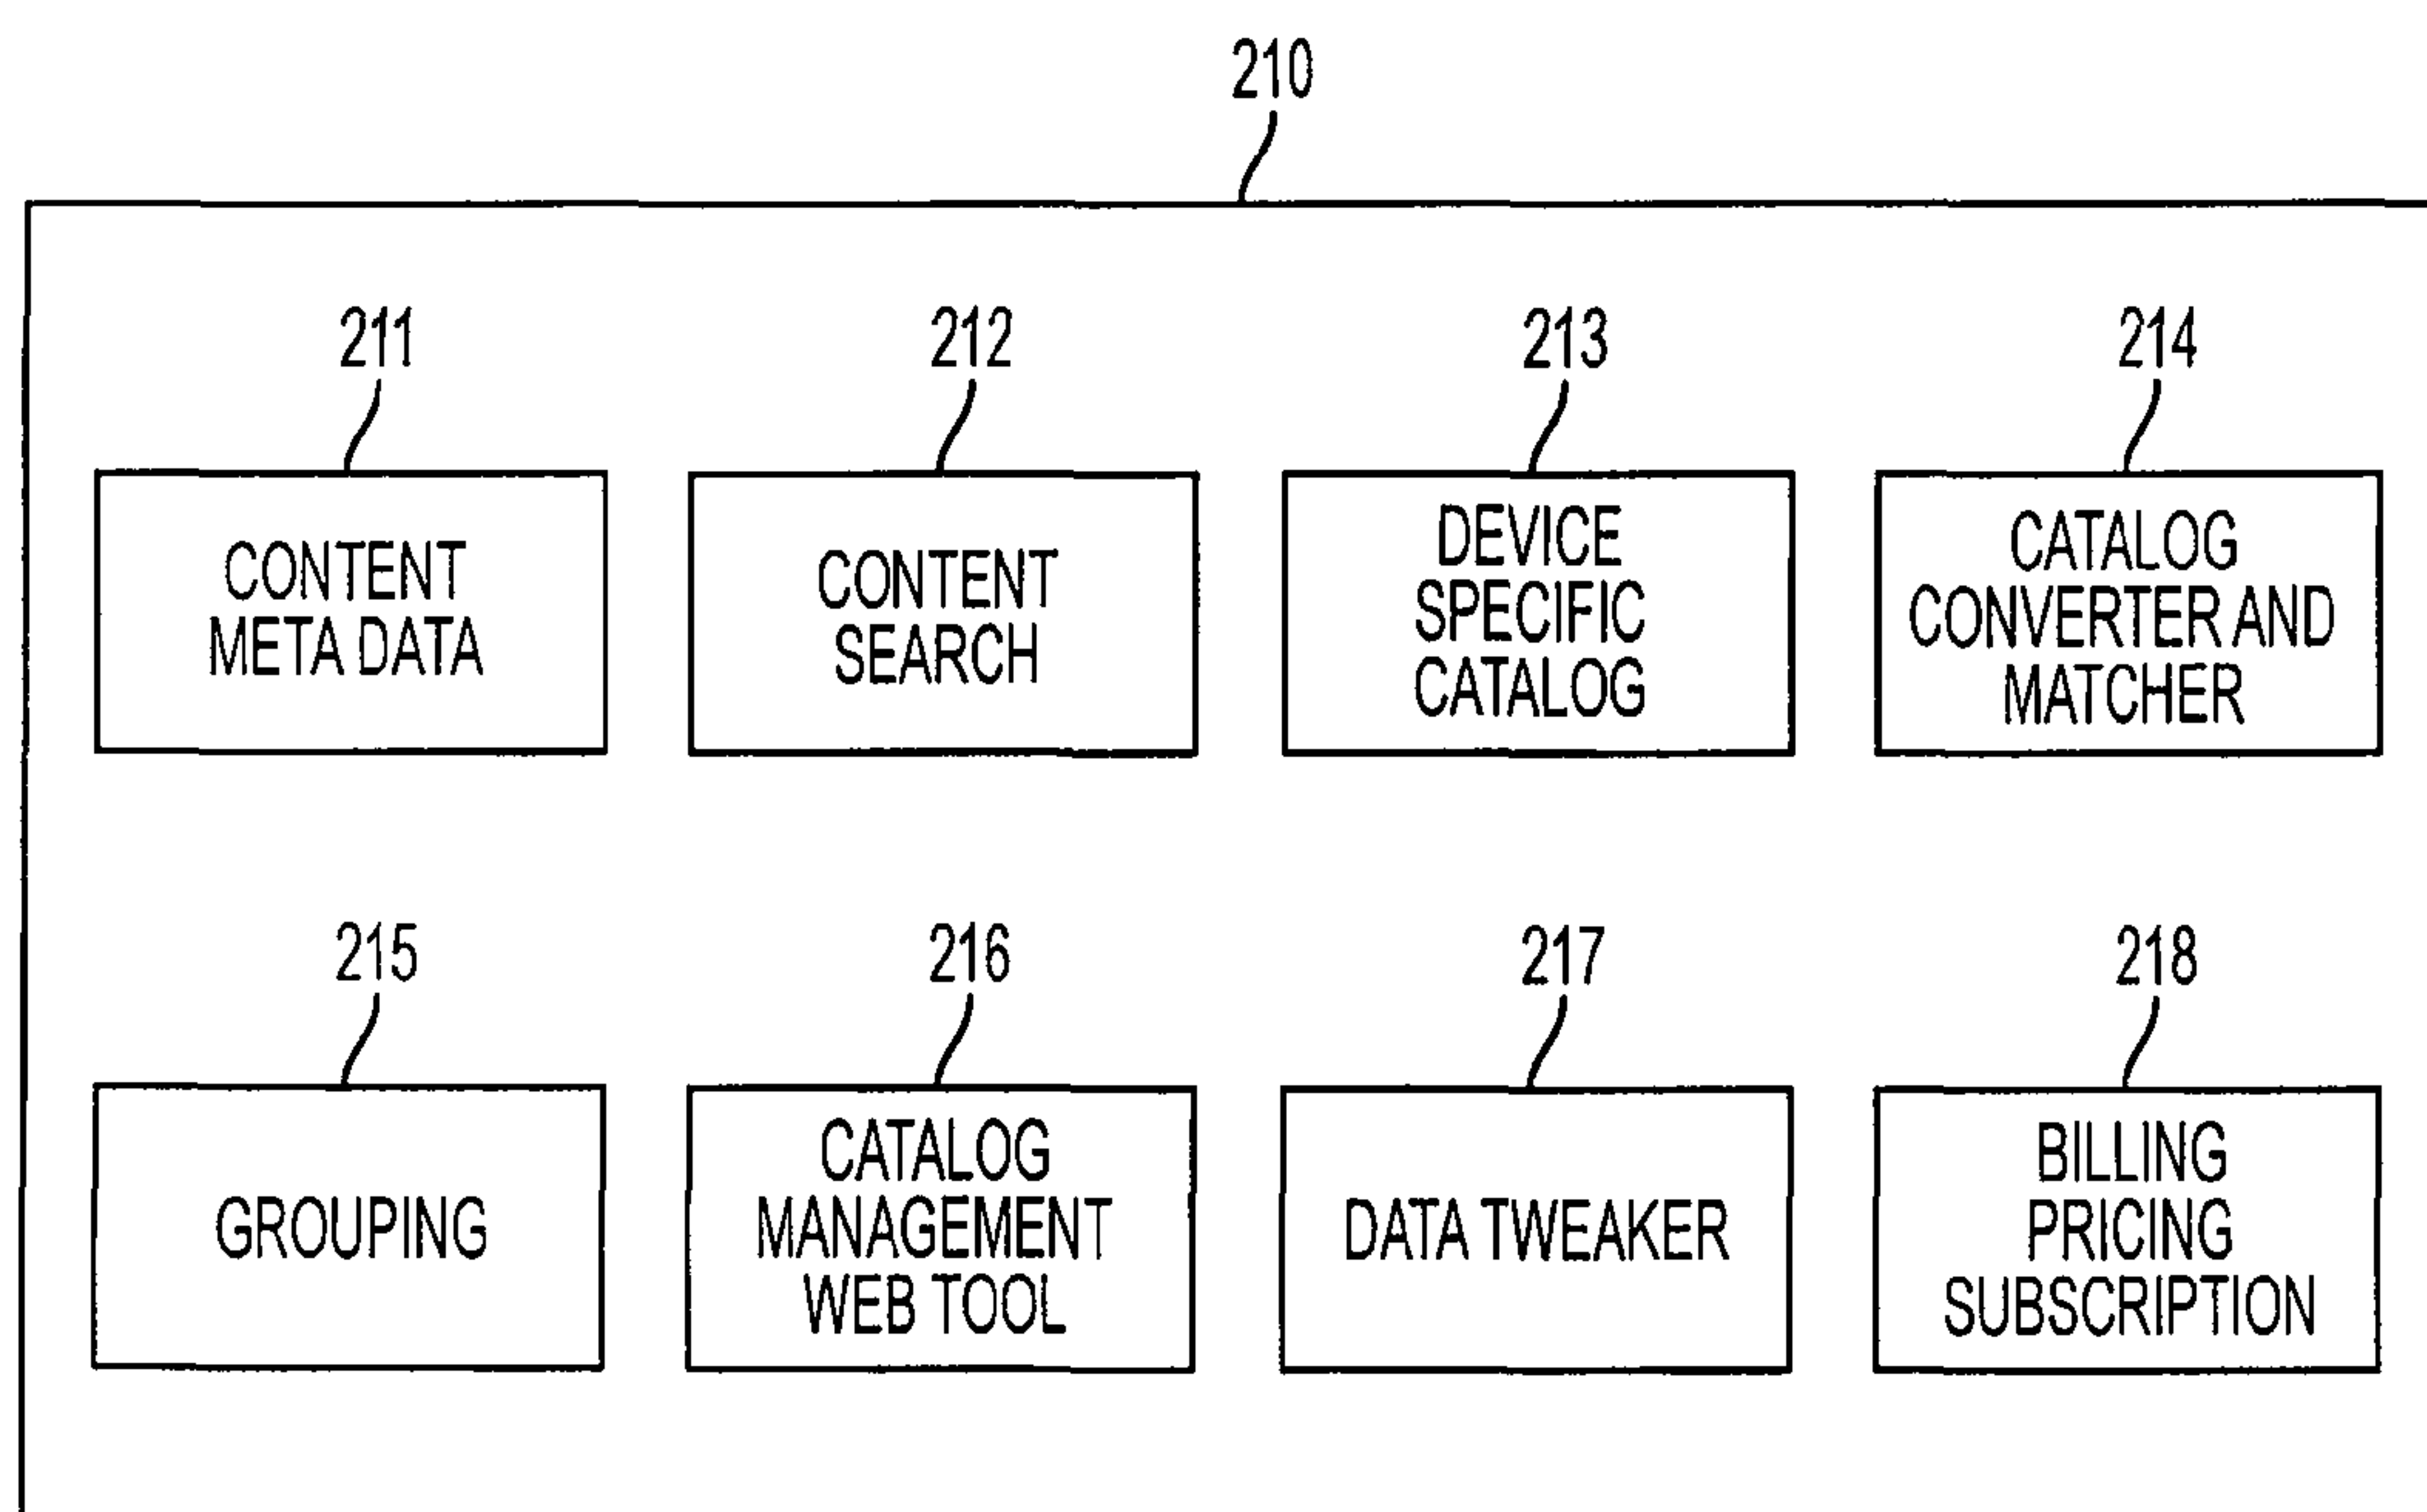 210
211
212
213
214
CONTENT
META DATA
CONTENT
SEARCH
DEVICE
SPECIFIC
CATALOG
CATALOG
CONVERTER AND
MATCHER
215
216
217
218
GROUPING
CATALOG
MANAGEMENT
WEB TOOL
DATA TWEAKER
BILLING
PRICING
SUBSCRIPTION